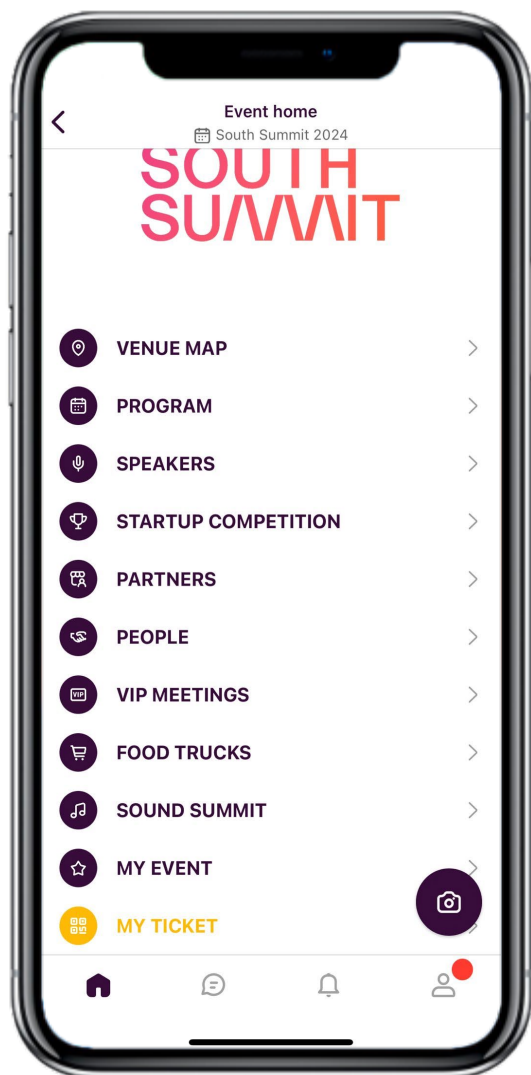 Event home
South Summit 2024
SOUTH
SUMMIT
VENUE MAP
PROGRAM
SPEAKERS
STARTUP COMPETITION
PARTNERS
PEOPLE
VIP
VIP MEETINGS
FOOD TRUCKS
SOUND SUMMIT
MY EVENT
MY TICKET